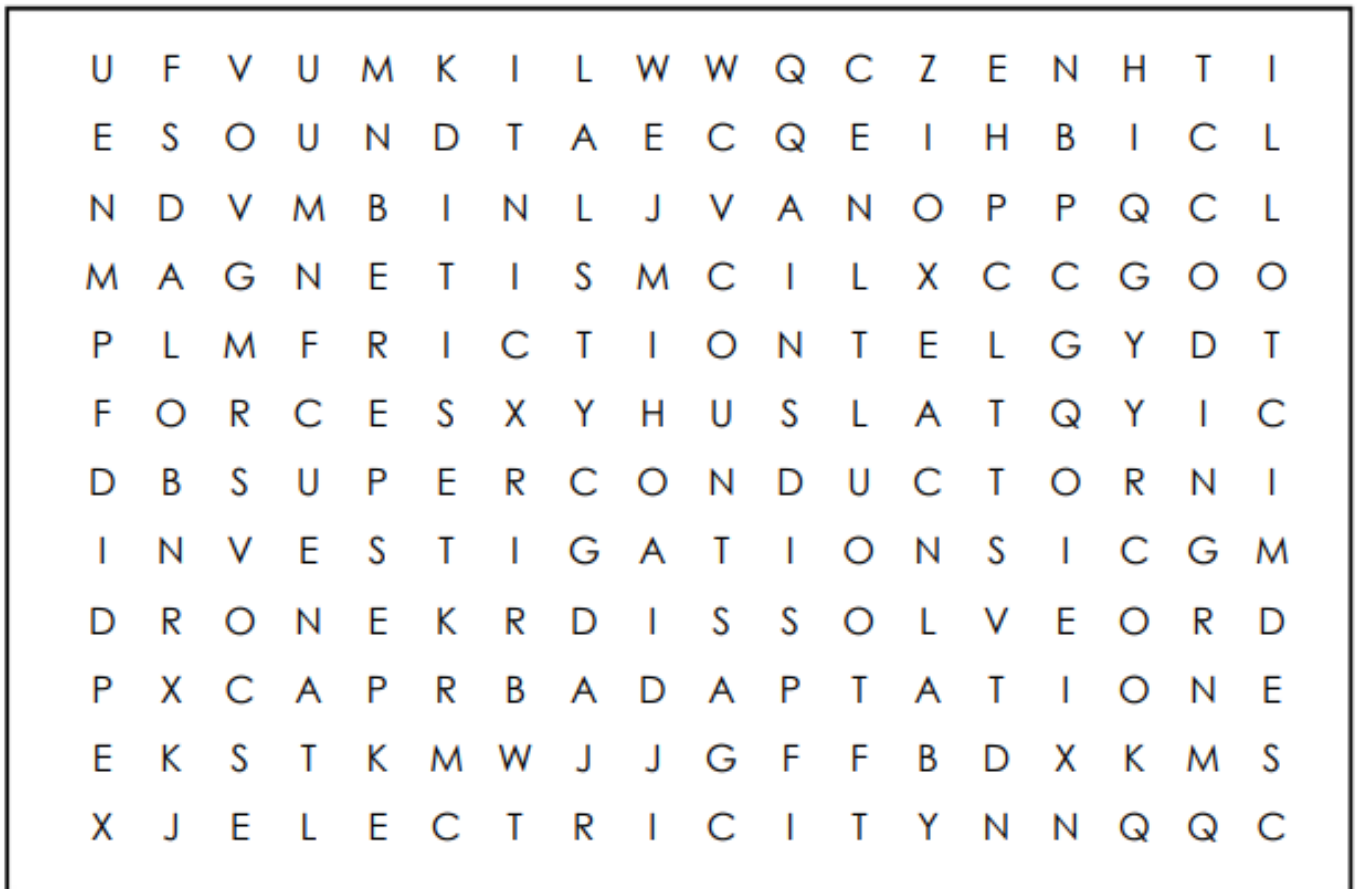 U F V U M K I L W W Q C Z E N H T I
E S O U N D T A E C Q E I H B I C L
N D V M B I N L J V A N O P P Q C L
M A G N E T I S M C I L X C C G O O
P L M F R I C T I O N T E L G Y D T
F O R C E S X Y H U S L A T Q Y I C
D B S U P E R C O N D U C T O R N I
I N V E S T I G A T I O N S I C G M
D R O N E K R D I S S O L V E O R D
P X C A P R B A D A P T A T I O N E
E K S T K M W J J G F F B D X K M S
X J E L E C T R I C I T Y N N Q Q C